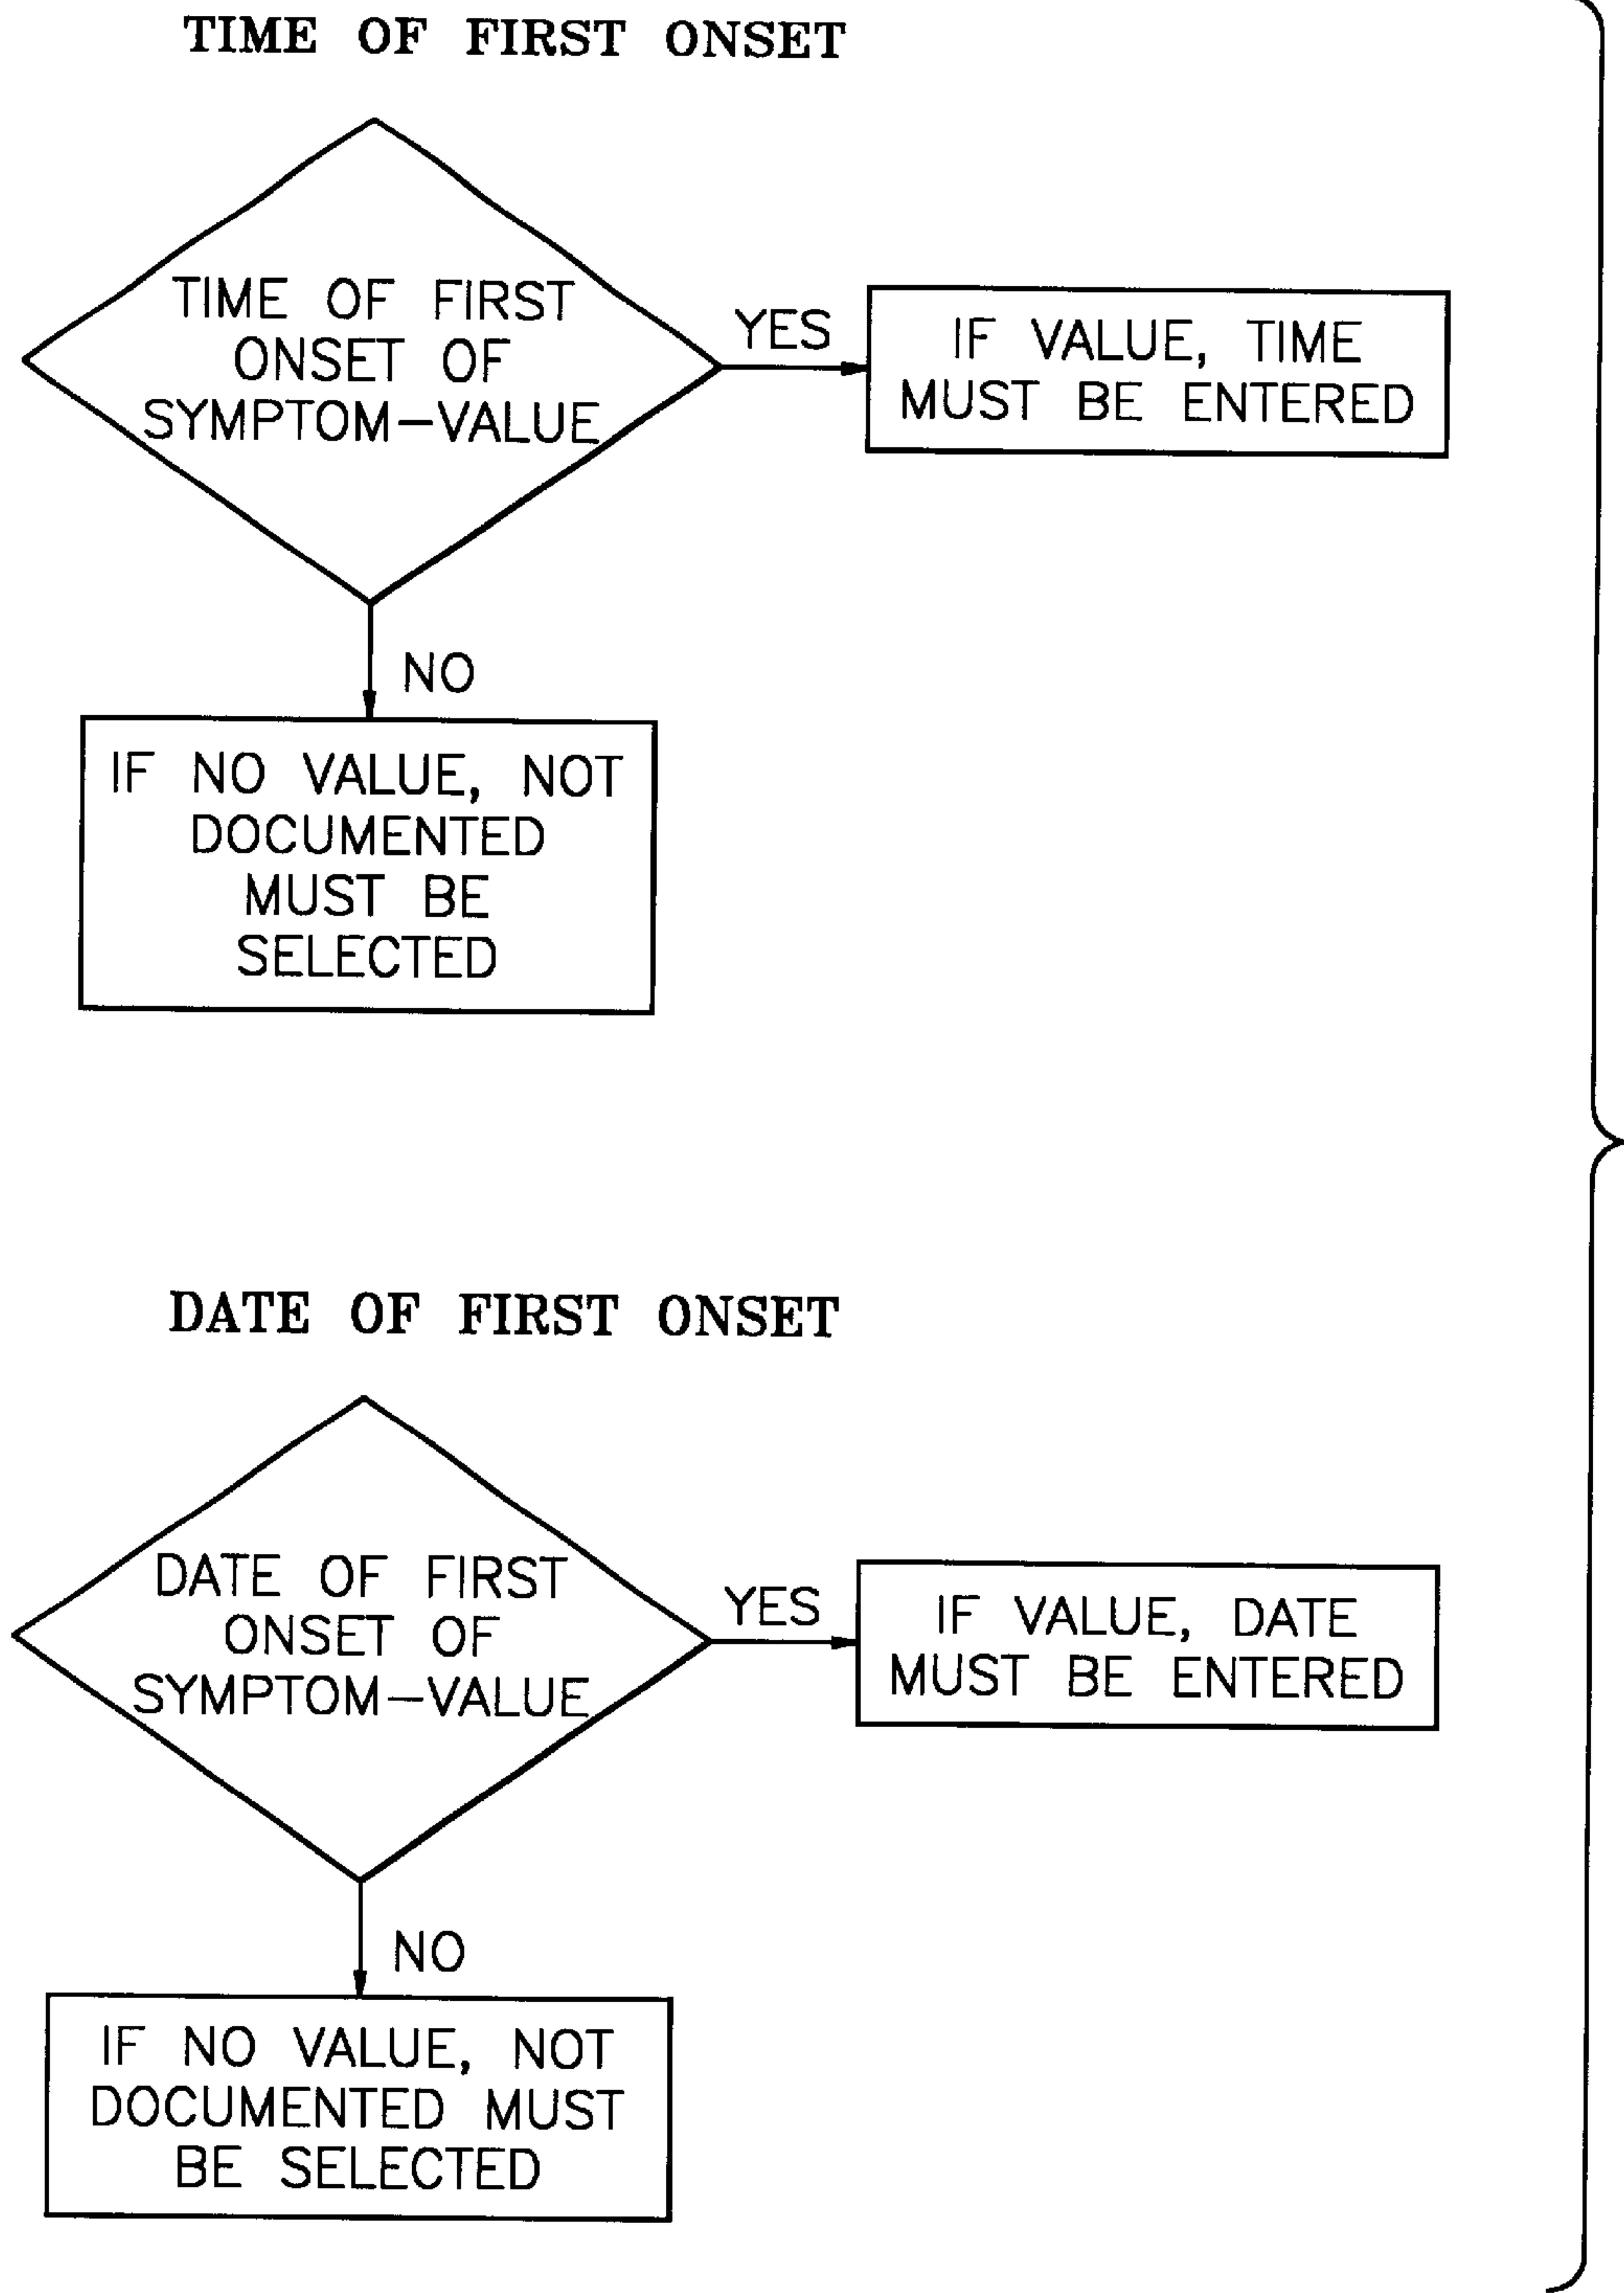 TIME OF FIRST ONSET
TIME OF FIRST
ONSET OF
SYMPTOM-VALUE
YES
IF VALUE, TIME
MUST BE ENTERED
NO
IF NO VALUE, NOT
DOCUMENTED
MUST BE
SELECTED
DATE OF FIRST ONSET
DATE OF FIRST
ONSET OF
SYMPTOM-VALUE
YES
IF VALUE, DATE
MUST BE ENTERED
NO
IF NO VALUE, NOT
DOCUMENTED MUST
BE SELECTED